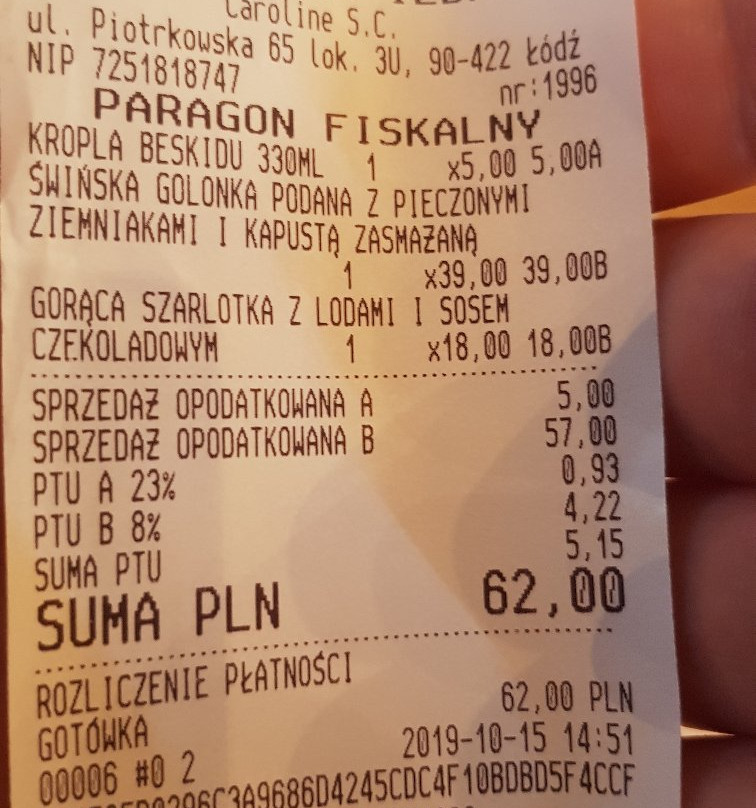 Caroline S.C.
ul. Piotrkowska 65 lok. 3U, 90-422 Łódź
NIP 7251818747
nr:1996
PARAGON FISKALNY
KROPLA BESKIDU 330ML 1 x5,00 5,00A
ŚWIŃSKA GOLONKA PODANA Z PIECZONYMI
ZIEMNIAKAMI I KAPUSTĄ ZASMAŻANĄ
1 x39,00 39,00B
GORĄCA SZARLOTKA Z LODAMI I SOSEM
CZEKOLADOWYM 1 x18,00 18,00B
SPRZEDAŻ OPODATKOWANA A 5,00
SPRZEDAŻ OPODATKOWANA B 57,00
PTU A 23% 0,93
PTU B 8% 4,22
SUMA PTU 5,15
SUMA PLN 62,00
ROZLICZENIE PŁATNOŚCI
GOTÓWKA 62,00 PLN
00006 #0 2 2019-10-15 14:51